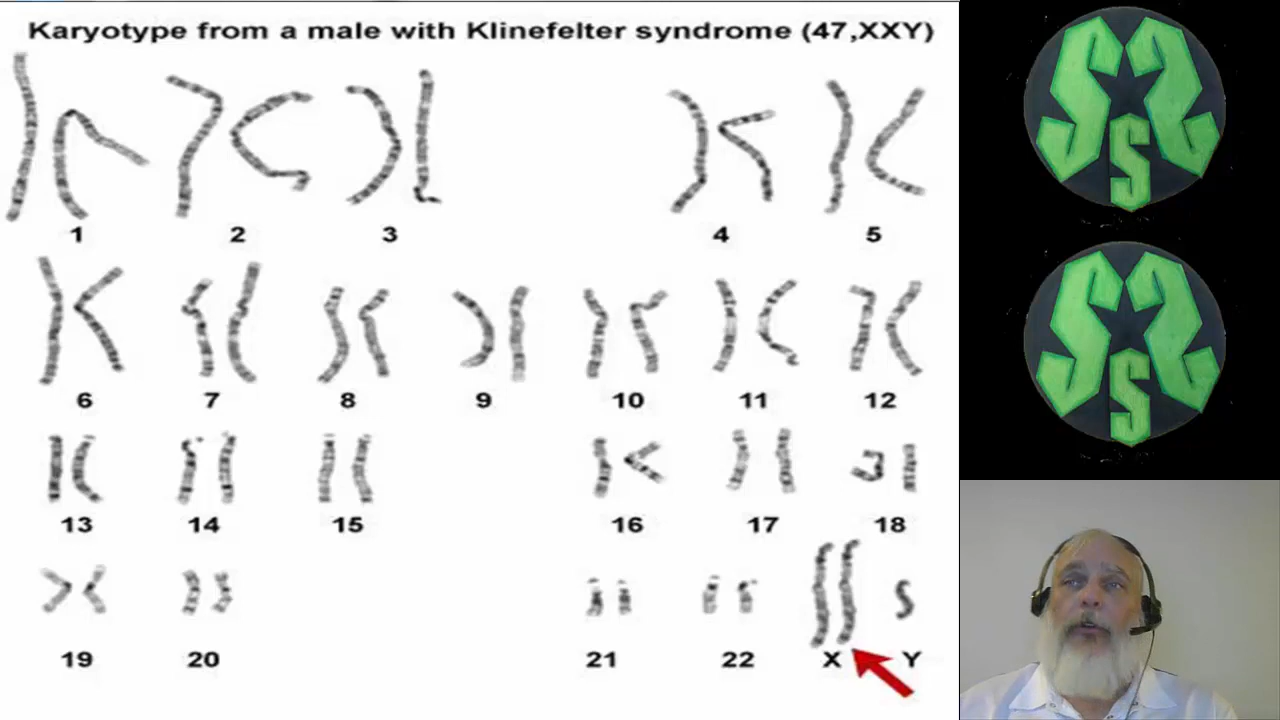 Karyotype from a male with Klinefelter syndrome (47,XXY)
1 2 3 4 5
6 7 8 9 10 11 12
13 14 15 16 17 18
19 20 21 22 X Y
S S
S
S S
S